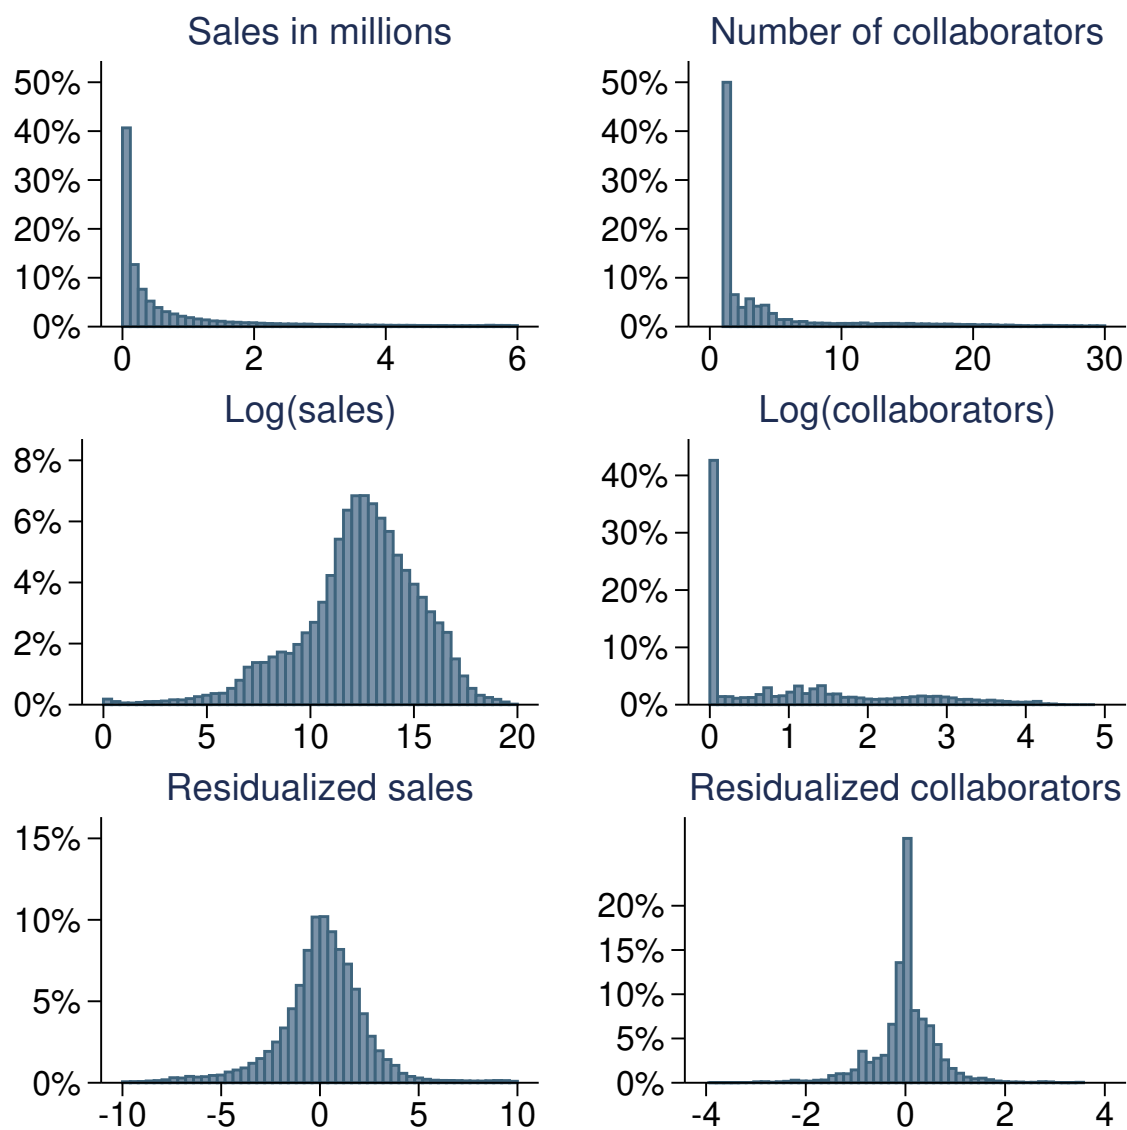 Sales in millions
50%
40%
30%
20%
10%
0%
0 2 4 6
Number of collaborators
50%
40%
30%
20%
10%
0%
0 10 20 30
Log(sales)
8%
6%
4%
2%
0%
0 5 10 15 20
Log(collaborators)
40%
30%
20%
10%
0%
0 1 2 3 4 5
Residualized sales
15%
10%
5%
0%
-10 -5 0 5 10
Residualized collaborators
20%
15%
10%
5%
0%
-4 -2 0 2 4